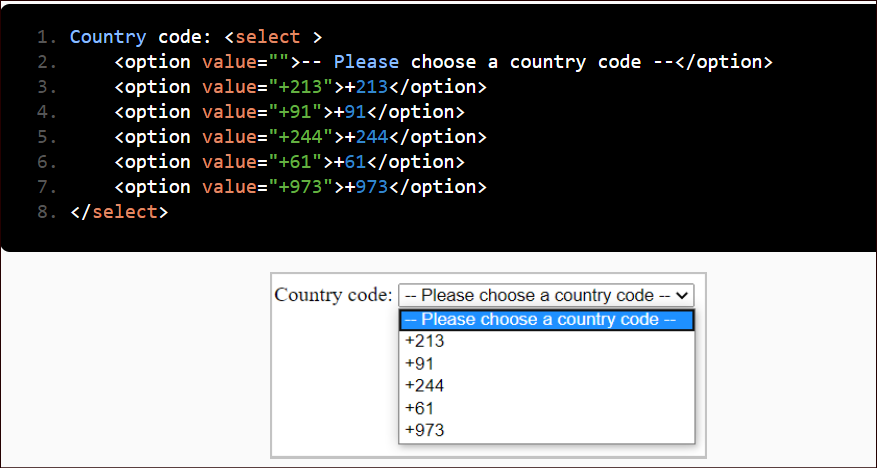 1. Country code: <select >
2. <option value="">-- Please choose a country code --</option>
3. <option value="+213">+213</option>
4. <option value="+91">+91</option>
5. <option value="+244">+244</option>
6. <option value="+61">+61</option>
7. <option value="+973">+973</option>
8. </select>
Country code: -- Please choose a country code --
-- Please choose a country code --
+213
+91
+244
+61
+973